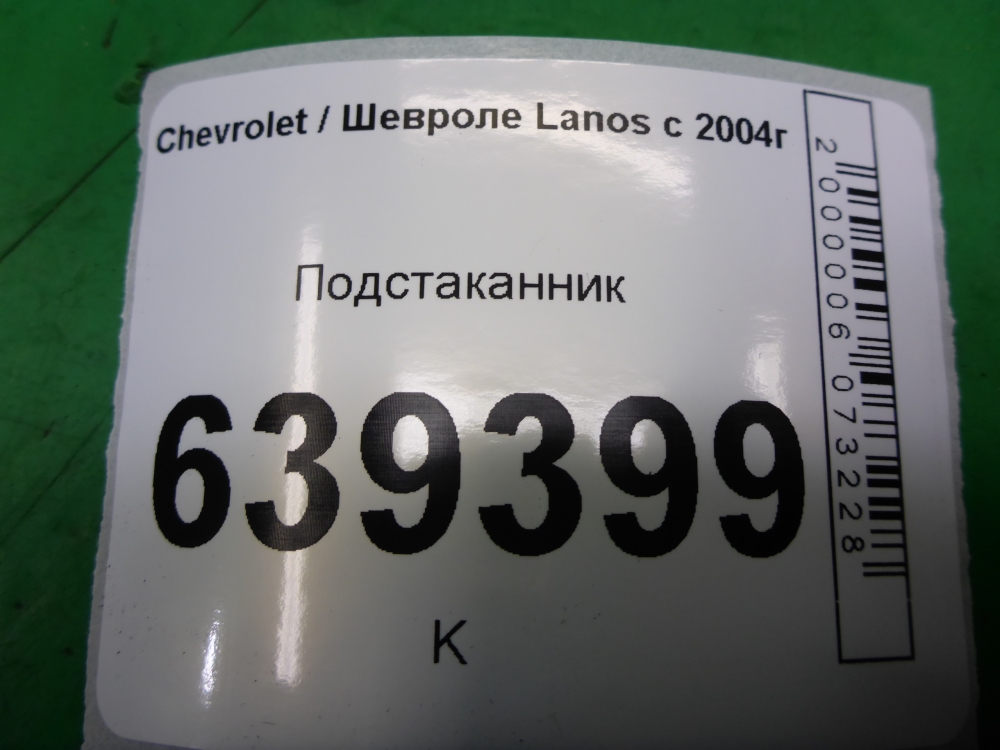 Chevrolet / Шевроле Lanos с 2004г
Подстаканник
639399
К
2000006073228